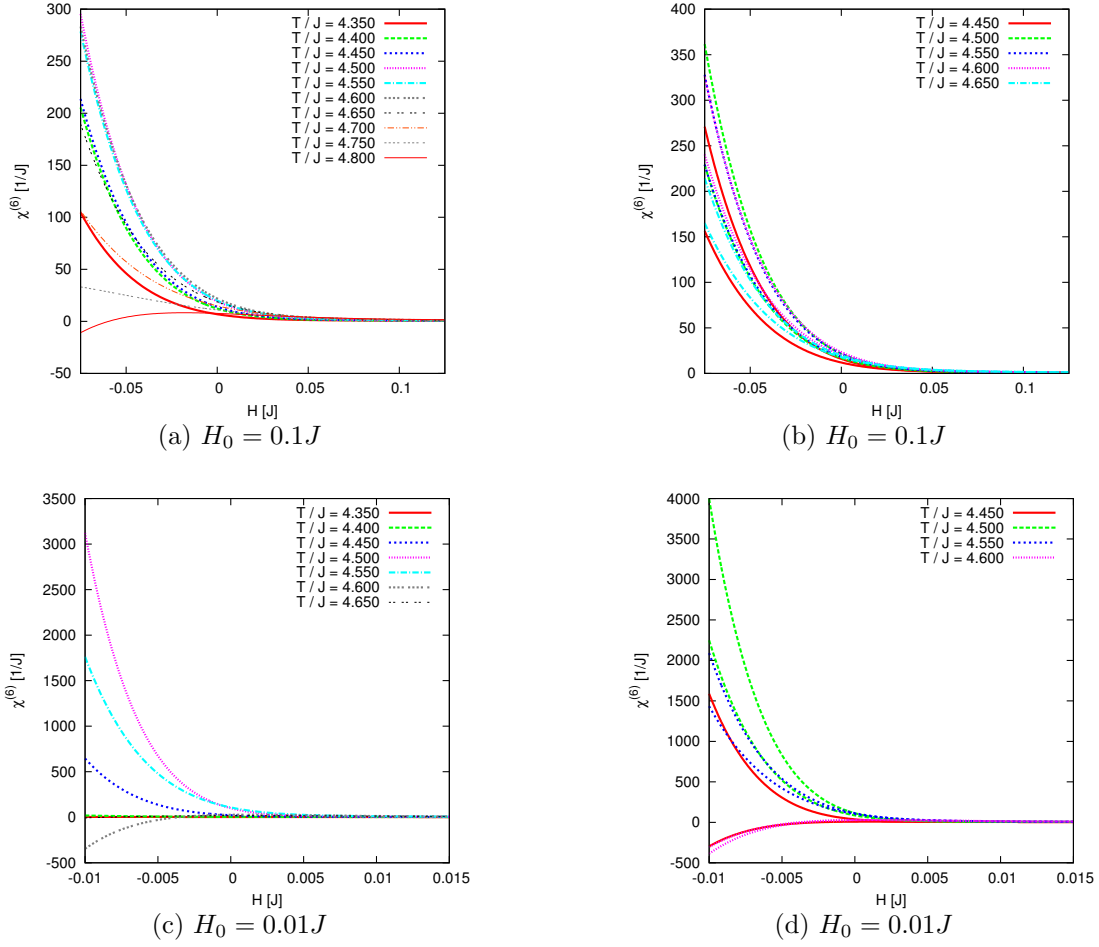 300
250
200
150
100
50
0
-50
χ(6) [1/J]
-0.05
0
0.05
0.1
H [J]
T / J = 4.350
T / J = 4.400
T / J = 4.450
T / J = 4.500
T / J = 4.550
T / J = 4.600
T / J = 4.650
T / J = 4.700
T / J = 4.750
T / J = 4.800
(a) H₀ = 0.1J
400
350
300
250
200
150
100
50
0
χ(6) [1/J]
-0.05
0
0.05
0.1
H [J]
T / J = 4.450
T / J = 4.500
T / J = 4.550
T / J = 4.600
T / J = 4.650
(b) H₀ = 0.1J
3500
3000
2500
2000
1500
1000
500
0
-500
χ(6) [1/J]
-0.01
-0.005
0
0.005
0.01
0.015
H [J]
T / J = 4.350
T / J = 4.400
T / J = 4.450
T / J = 4.500
T / J = 4.550
T / J = 4.600
T / J = 4.650
(c) H₀ = 0.01J
4000
3500
3000
2500
2000
1500
1000
500
0
-500
χ(6) [1/J]
-0.01
-0.005
0
0.005
0.01
0.015
H [J]
T / J = 4.450
T / J = 4.500
T / J = 4.550
T / J = 4.600
(d) H₀ = 0.01J